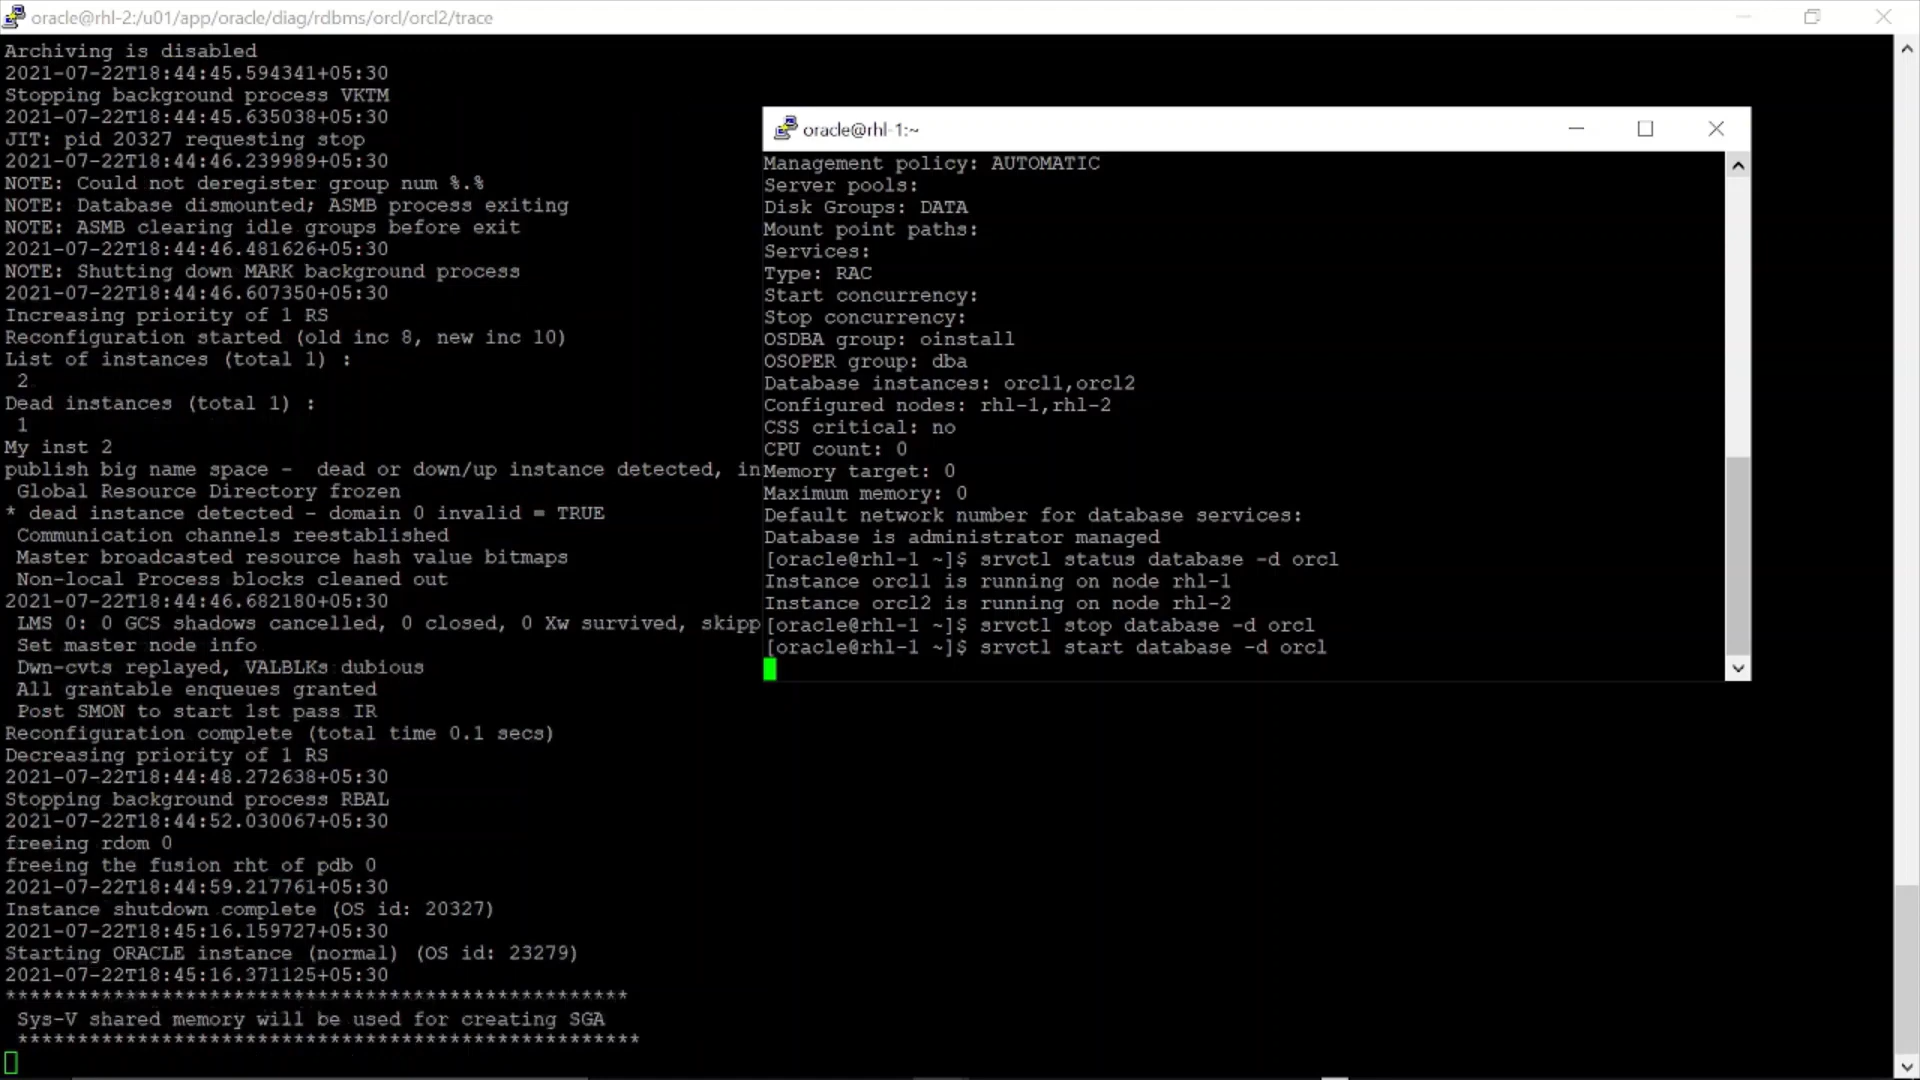 oracle@rhl-2:/u01/app/oracle/diag/rdbms/orcl/orcl2/trace
Archiving is disabled
2021-07-22T18:44:45.594341+05:30
Stopping background process VKTM
2021-07-22T18:44:45.635038+05:30
JIT: pid 20327 requesting stop
2021-07-22T18:44:46.239989+05:30
NOTE: Could not deregister group num %.%
NOTE: Database dismounted; ASMB process exiting
NOTE: ASMB clearing idle groups before exit
2021-07-22T18:44:46.481626+05:30
NOTE: Shutting down MARK background process
2021-07-22T18:44:46.607350+05:30
Increasing priority of 1 RS
Reconfiguration started (old inc 8, new inc 10)
List of instances (total 1) :
2
Dead instances (total 1) :
1
My inst 2
publish big name space -  dead or down/up instance detected, in
Global Resource Directory frozen
* dead instance detected - domain 0 invalid = TRUE
Communication channels reestablished
Master broadcasted resource hash value bitmaps
Non-local Process blocks cleaned out
2021-07-22T18:44:46.682180+05:30
LMS 0: 0 GCS shadows cancelled, 0 closed, 0 Xw survived, skipp
Set master node info
Dwn-cvts replayed, VALBLKs dubious
All grantable enqueues granted
Post SMON to start 1st pass IR
Reconfiguration complete (total time 0.1 secs)
Decreasing priority of 1 RS
2021-07-22T18:44:48.272638+05:30
Stopping background process RBAL
2021-07-22T18:44:52.030067+05:30
freeing rdom 0
freeing the fusion rht of pdb 0
2021-07-22T18:44:59.217761+05:30
Instance shutdown complete (OS id: 20327)
2021-07-22T18:45:16.159727+05:30
Starting ORACLE instance (normal) (OS id: 23279)
2021-07-22T18:45:16.371125+05:30
****************************************************
Sys-V shared memory will be used for creating SGA
****************************************************
oracle@rhl-1:~
Management policy: AUTOMATIC
Server pools:
Disk Groups: DATA
Mount point paths:
Services:
Type: RAC
Start concurrency:
Stop concurrency:
OSDBA group: oinstall
OSOPER group: dba
Database instances: orcl1,orcl2
Configured nodes: rhl-1,rhl-2
CSS critical: no
CPU count: 0
Memory target: 0
Maximum memory: 0
Default network number for database services:
Database is administrator managed
[oracle@rhl-1 ~]$ srvctl status database -d orcl
Instance orcl1 is running on node rhl-1
Instance orcl2 is running on node rhl-2
[oracle@rhl-1 ~]$ srvctl stop database -d orcl
[oracle@rhl-1 ~]$ srvctl start database -d orcl